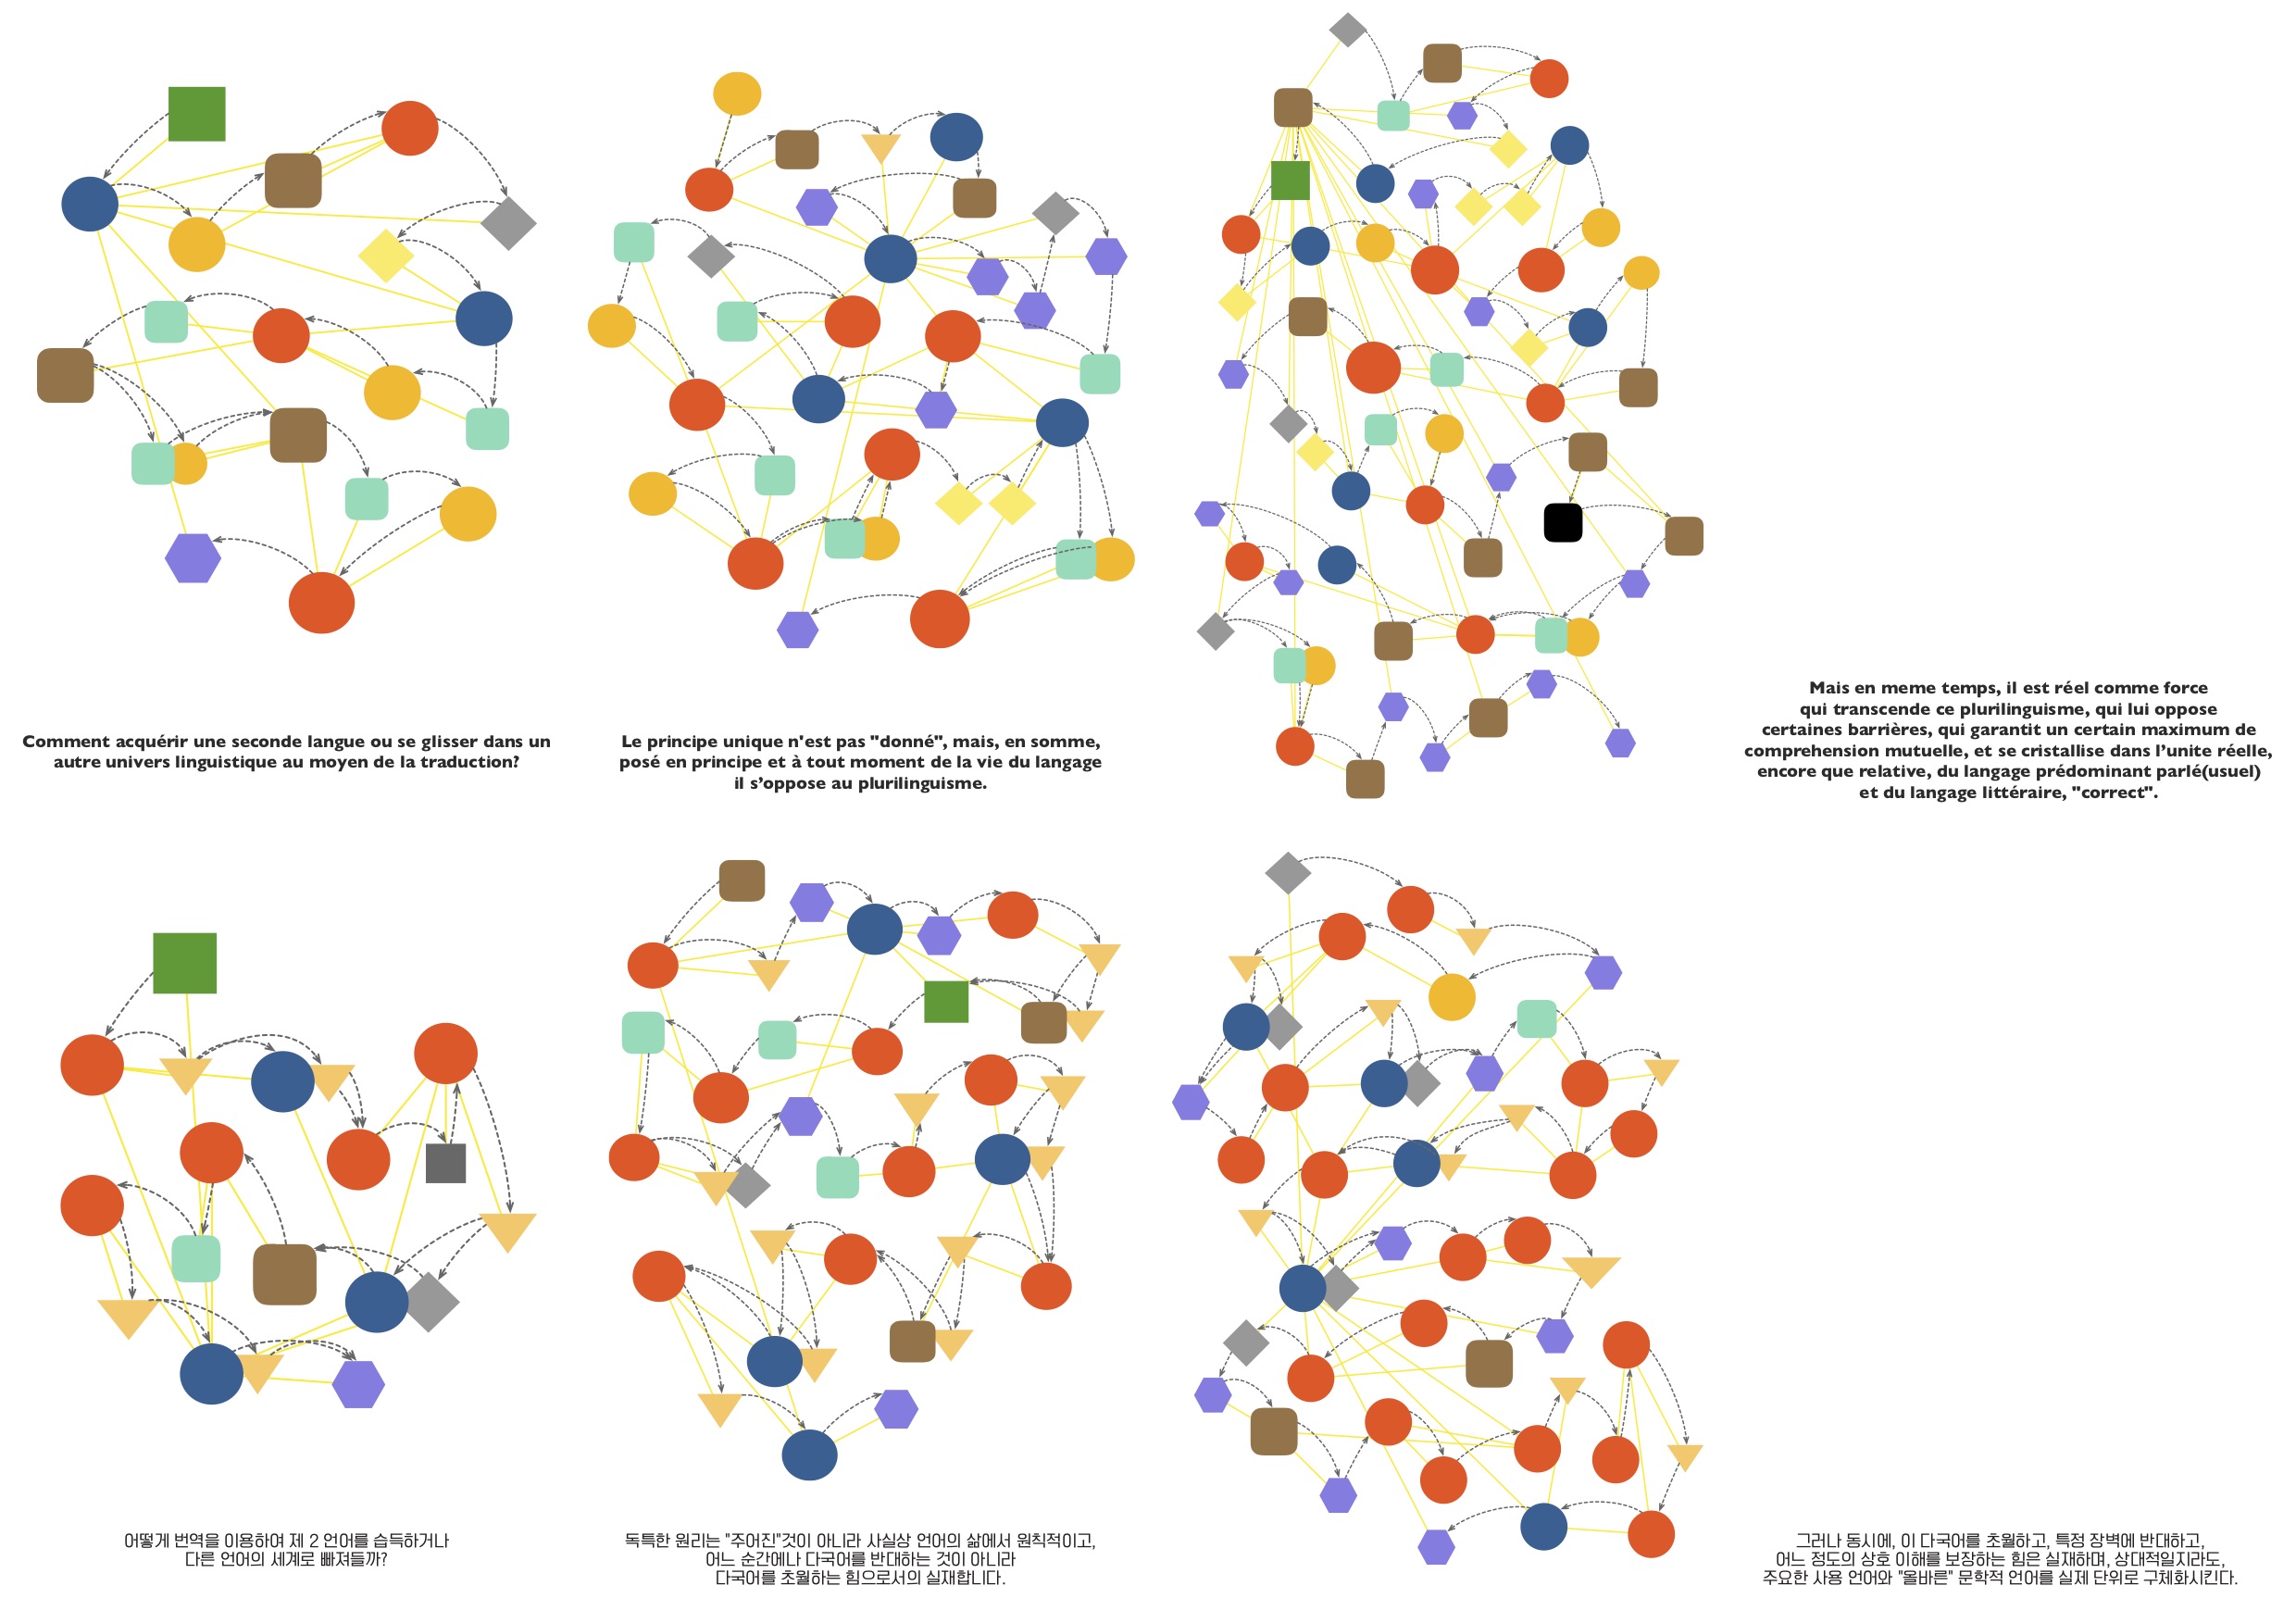 Comment acquérir une seconde langue ou se glisser dans un
autre univers linguistique au moyen de la traduction?
Le principe unique n'est pas "donné", mais, en somme,
posé en principe et à tout moment de la vie du langage
il s'oppose au plurilinguisme.
Mais en meme temps, il est réel comme force
qui transcende ce plurilinguisme, qui lui oppose
certaines barrières, qui garantit un certain maximum de
comprehension mutuelle, et se cristallise dans l'unite réelle,
encore que relative, du langage prédominant parlé(usuel)
et du langage littéraire, "correct".
어떻게 번역을 이용하여 제 2 언어를 습득하거나
다른 언어의 세계로 빠져들까?
독특한 원리는 "주어진"것이 아니라 사실상 언어의 삶에서 원칙적이고,
어느 순간에나 다국어를 반대하는 것이 아니라
다국어를 초월하는 힘으로서의 실재합니다.
그러나 동시에, 이 다국어를 초월하고, 특정 장벽에 반대하고,
어느 정도의 상호 이해를 보장하는 힘은 실재하며, 상대적일지라도,
주요한 사용 언어와 "올바른" 문학적 언어를 실제 단위로 구체화시킨다.